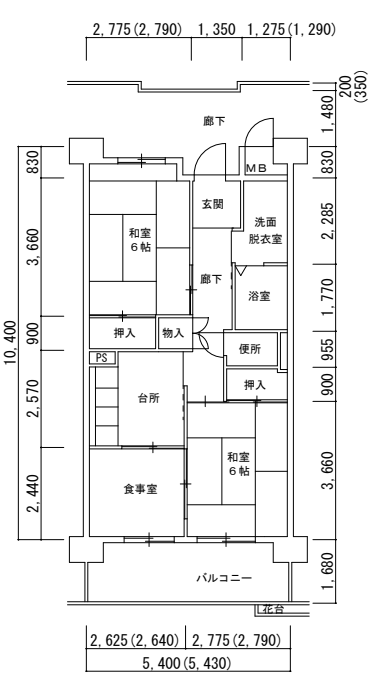 2,775(2,790) 1,350 1,275(1,290)
200
(350)
1,480
廊下
830
830
MB
玄関
洗面
脱衣室
2,285
和室
6帖
3,660
廊下
浴室
1,770
10,400
900
押入
物入
便所
955
PS
押入
900
台所
2,570
和室
6帖
3,660
食事室
2,440
バルコニー
1,680
花台
2,625(2,640) 2,775(2,790)
5,400(5,430)